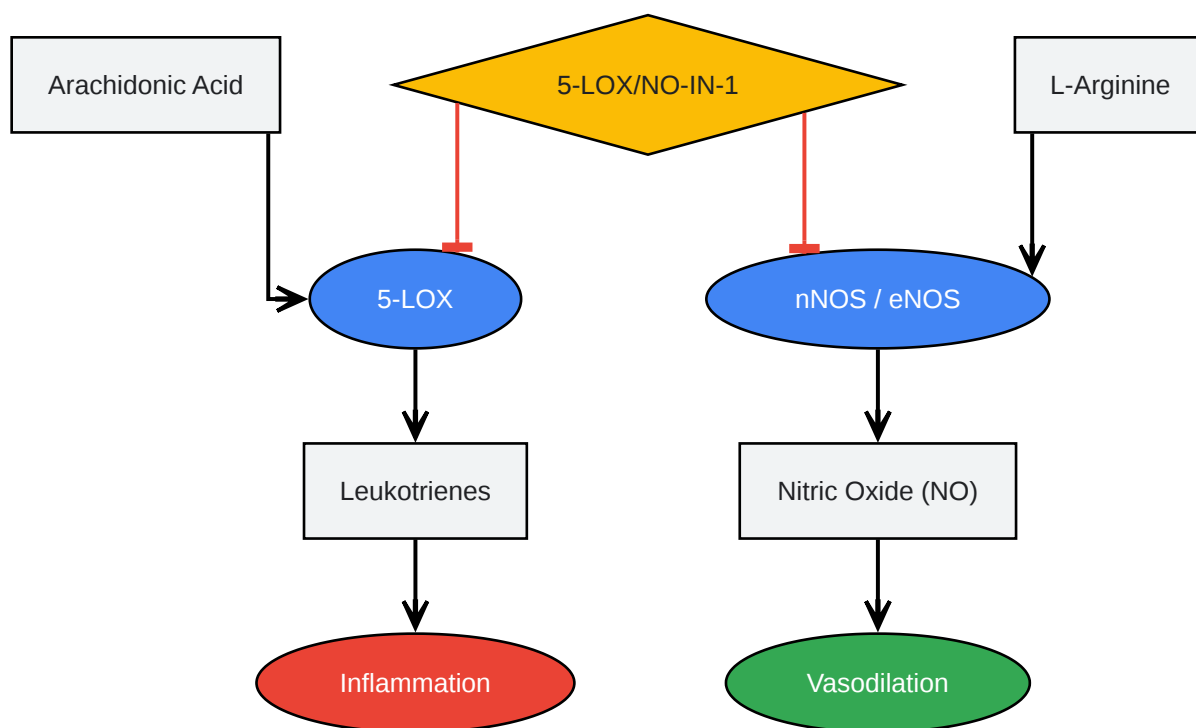 Arachidonic Acid
5-LOX/NO-IN-1
L-Arginine
5-LOX
nNOS / eNOS
Leukotrienes
Nitric Oxide (NO)
Inflammation
Vasodilation